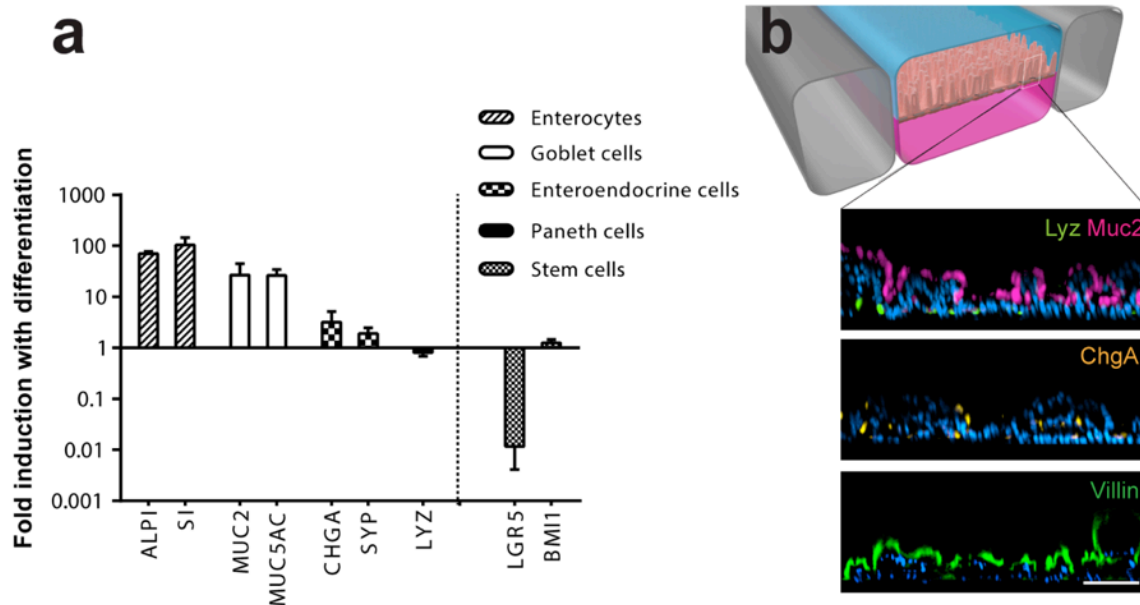 a
Fold induction with differentiation
1000
100
10
1
0.1
0.01
0.001
Enterocytes
Goblet cells
Enteroendocrine cells
Paneth cells
Stem cells
ALPI
SI
MUC2
MUC5AC
CHGA
SYP
LYZ
LGR5
BMI1
b
Lyz Muc2
ChgA
Villin